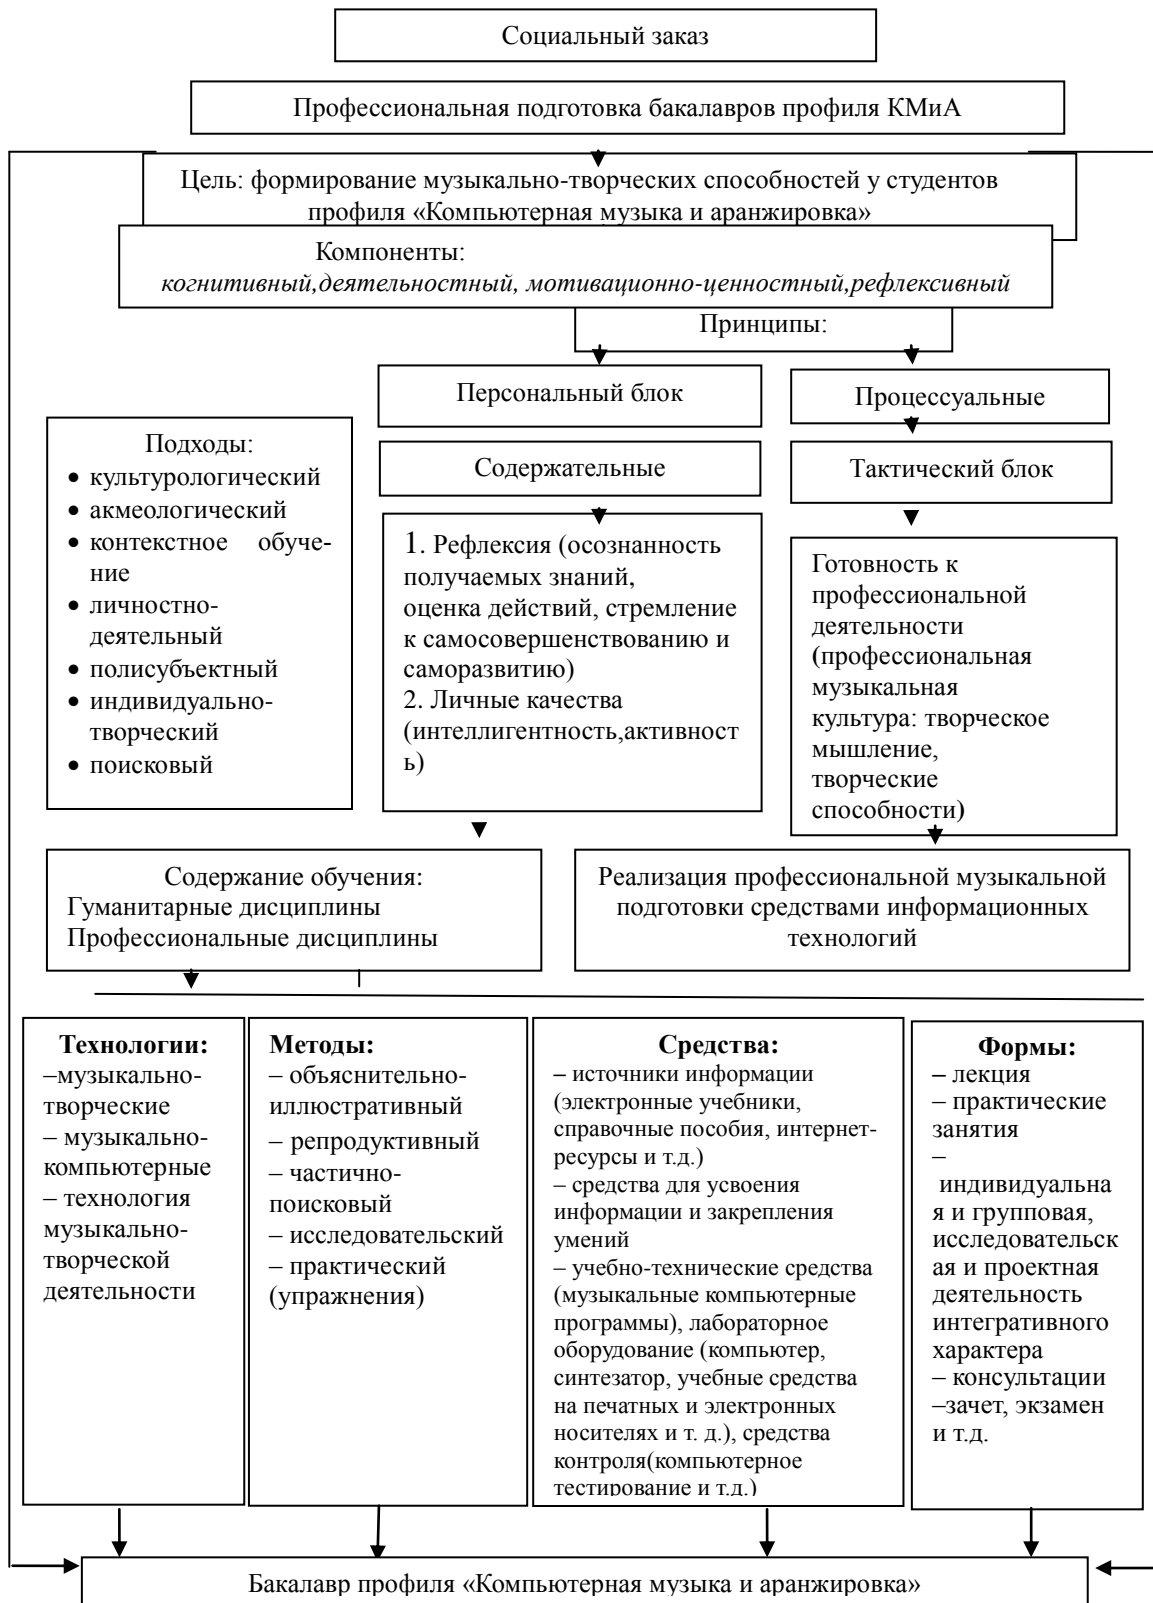 Социальный заказ
Профессиональная подготовка бакалавров профиля КМиА
Цель: формирование музыкально-творческих способностей у студентов
профиля «Компьютерная музыка и аранжировка»
Компоненты:
когнитивный,деятельностный, мотивационно-ценностный,рефлексивный
Принципы:
Персональный блок
Процессуальные
Подходы:
• культурологический
• акмеологический
• контекстное обуче-
ние
• личностно-
деятельный
• полисубъектный
• индивидуально-
творческий
• поисковый
Содержательные
Тактический блок
1. Рефлексия (осознанность
получаемых знаний,
оценка действий, стремление
к самосовершенствованию и
саморазвитию)
2. Личные качества
(интеллигентность,активност
ь)
Готовность к
профессиональной
деятельности
(профессиональная
музыкальная
культура: творческое
мышление,
творческие
способности)
Содержание обучения:
Гуманитарные дисциплины
Профессиональные дисциплины
Реализация профессиональной музыкальной
подготовки средствами информационных
технологий
Технологии:
–музыкально-
творческие
– музыкально-
компьютерные
– технология
музыкально-
творческой
деятельности
Методы:
– объяснительно-
иллюстративный
– репродуктивный
– частично-
поисковый
– исследовательский
– практический
(упражнения)
Средства:
– источники информации
(электронные учебники,
справочные пособия, интернет-
ресурсы и т.д.)
– средства для усвоения
информации и закрепления
умений
– учебно-технические средства
(музыкальные компьютерные
программы), лабораторное
оборудование (компьютер,
синтезатор, учебные средства
на печатных и электронных
носителях и т. д.), средства
контроля(компьютерное
тестирование и т.д.)
Формы:
– лекция
– практические
занятия
–
индивидуальна
я и групповая,
исследовательск
ая и проектная
деятельность
интегративного
характера
– консультации
–зачет, экзамен
и т.д.
Бакалавр профиля «Компьютерная музыка и аранжировка»